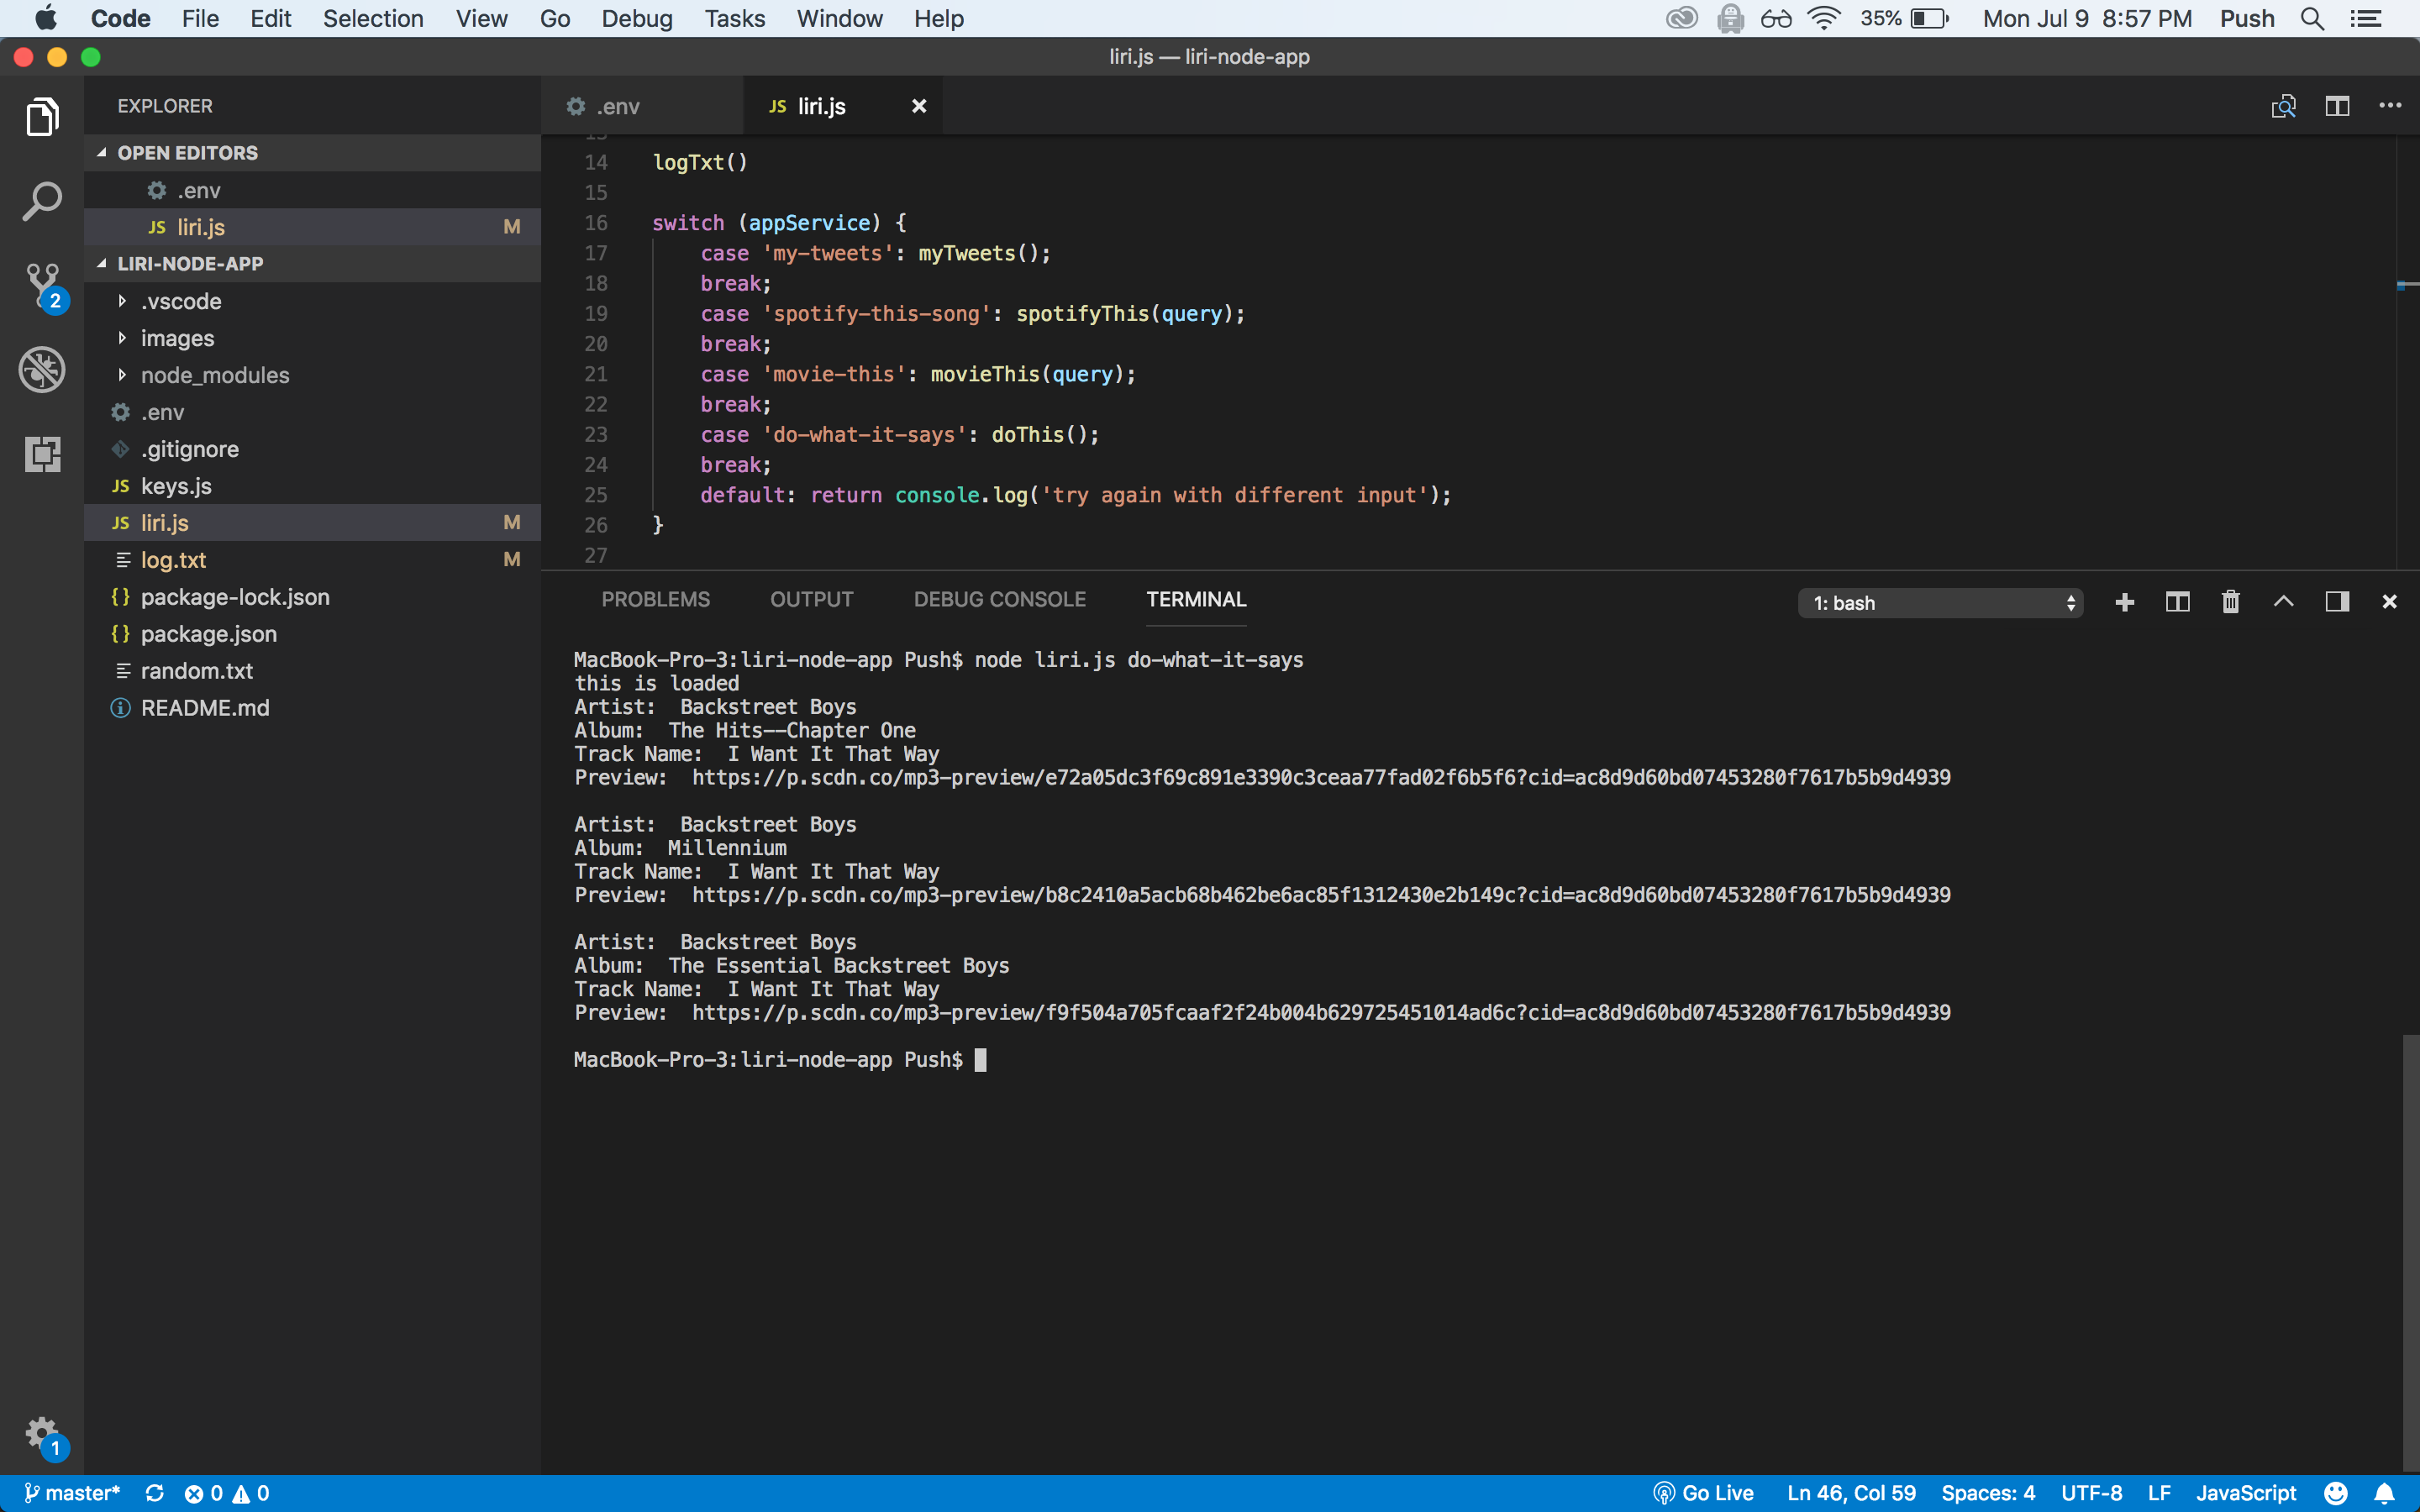 Code File Edit Selection View Go Debug Tasks Window Help 35% Mon Jul 9 8:57 PM Push
liri.js — liri-node-app
EXPLORER
OPEN EDITORS
.env
JS liri.js M
LIRI-NODE-APP
2
.vscode
images
node_modules
.env
.gitignore
JS keys.js
JS liri.js M
log.txt M
{} package-lock.json
{} package.json
random.txt
README.md
1
.env JS liri.js
13
14 logTxt()
15
16 switch (appService) {
17 case 'my-tweets': myTweets();
18 break;
19 case 'spotify-this-song': spotifyThis(query);
20 break;
21 case 'movie-this': movieThis(query);
22 break;
23 case 'do-what-it-says': doThis();
24 break;
25 default: return console.log('try again with different input');
26 }
27
PROBLEMS OUTPUT DEBUG CONSOLE TERMINAL 1: bash
MacBook-Pro-3:liri-node-app Push$ node liri.js do-what-it-says
this is loaded
Artist:  Backstreet Boys
Album:  The Hits--Chapter One
Track Name:  I Want It That Way
Preview:  https://p.scdn.co/mp3-preview/e72a05dc3f69c891e3390c3ceaa77fad02f6b5f6?cid=ac8d9d60bd07453280f7617b5b9d4939
Artist:  Backstreet Boys
Album:  Millennium
Track Name:  I Want It That Way
Preview:  https://p.scdn.co/mp3-preview/b8c2410a5acb68b462be6ac85f1312430e2b149c?cid=ac8d9d60bd07453280f7617b5b9d4939
Artist:  Backstreet Boys
Album:  The Essential Backstreet Boys
Track Name:  I Want It That Way
Preview:  https://p.scdn.co/mp3-preview/f9f504a705fcaaf2f24b004b629725451014ad6c?cid=ac8d9d60bd07453280f7617b5b9d4939
MacBook-Pro-3:liri-node-app Push$
master* 0 0 Go Live Ln 46, Col 59 Spaces: 4 UTF-8 LF JavaScript